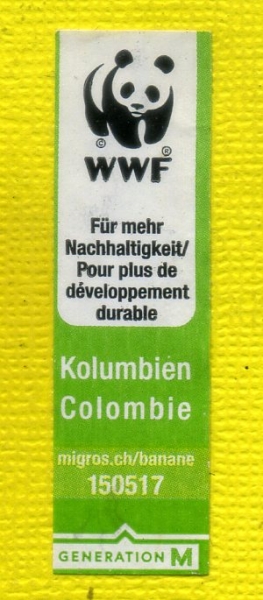 © ®
WWF
Für mehr
Nachhaltigkeit/
Pour plus de
développement
durable
Kolumbien
Colombie
migros.ch/banane
150517
GENERATION M